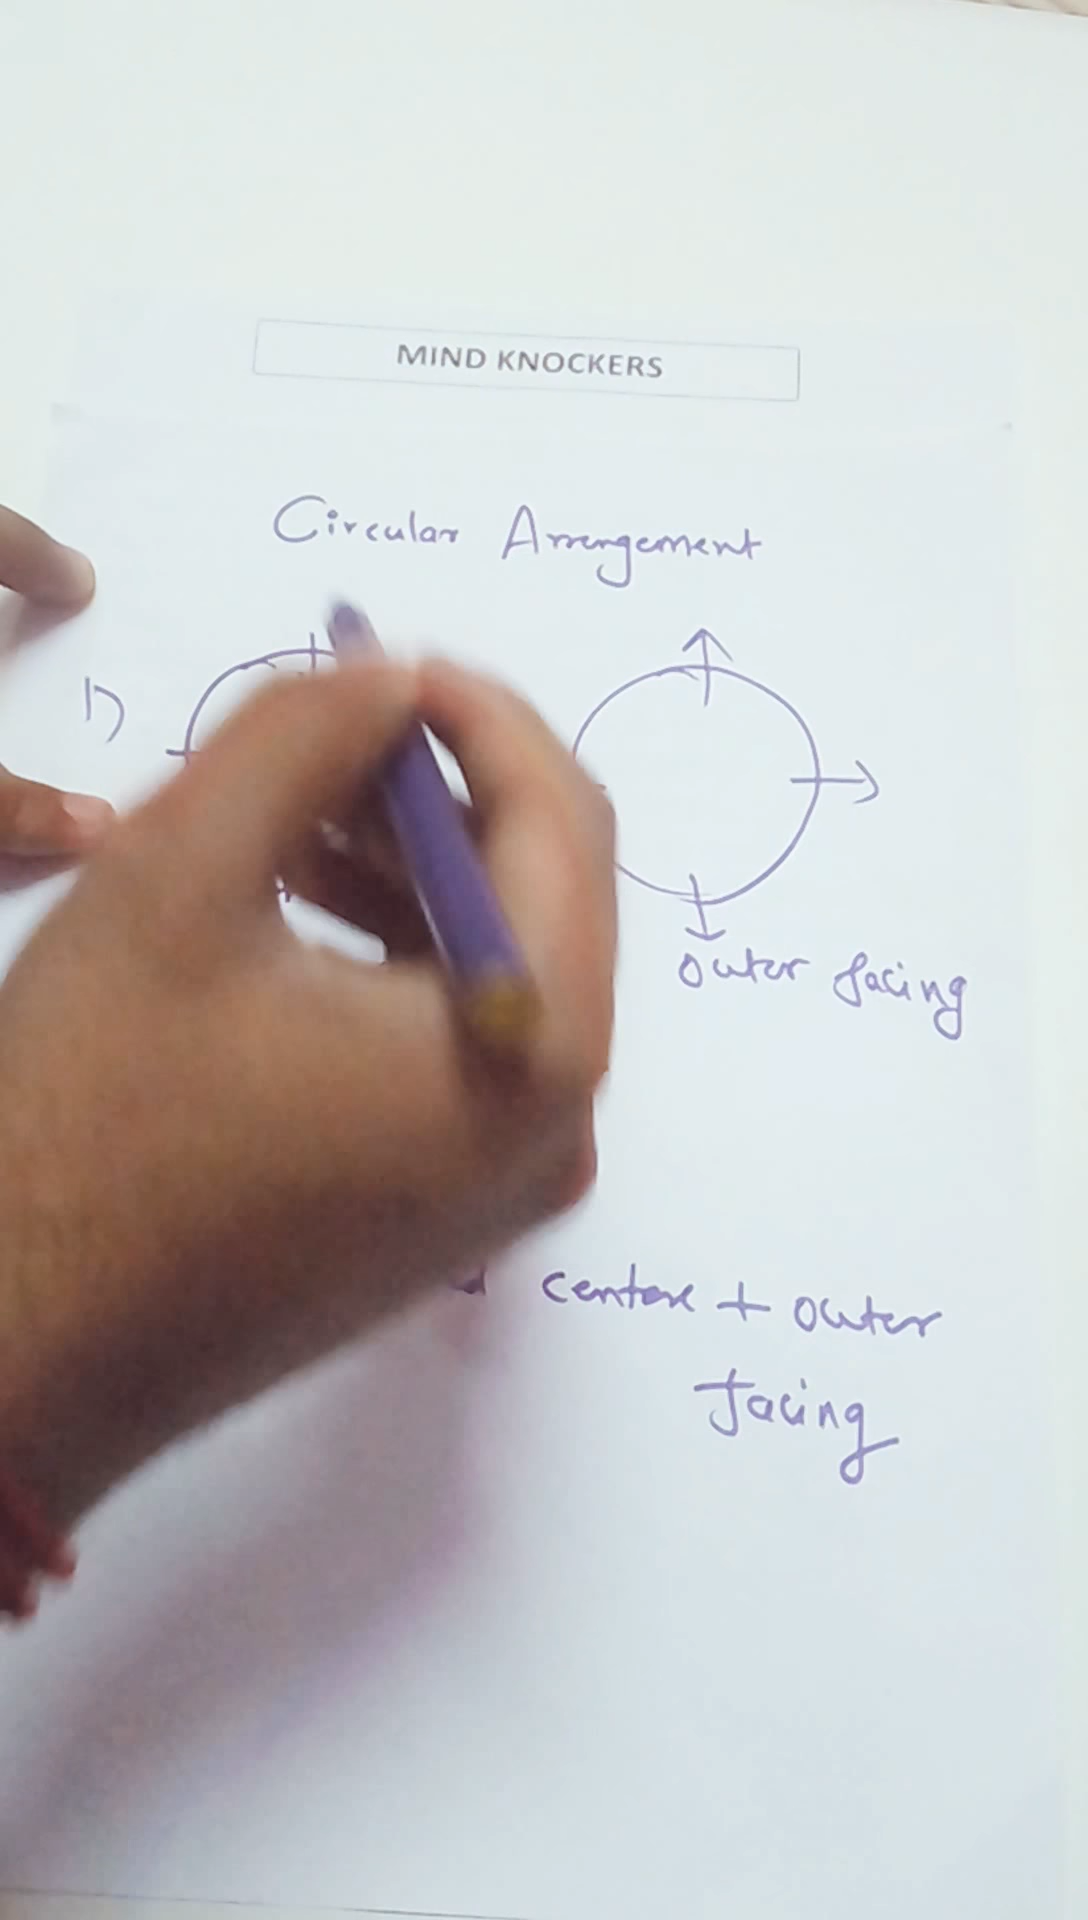 MIND KNOCKERS
Circular Arrangement
1)
outer facing
centre + outer
facing